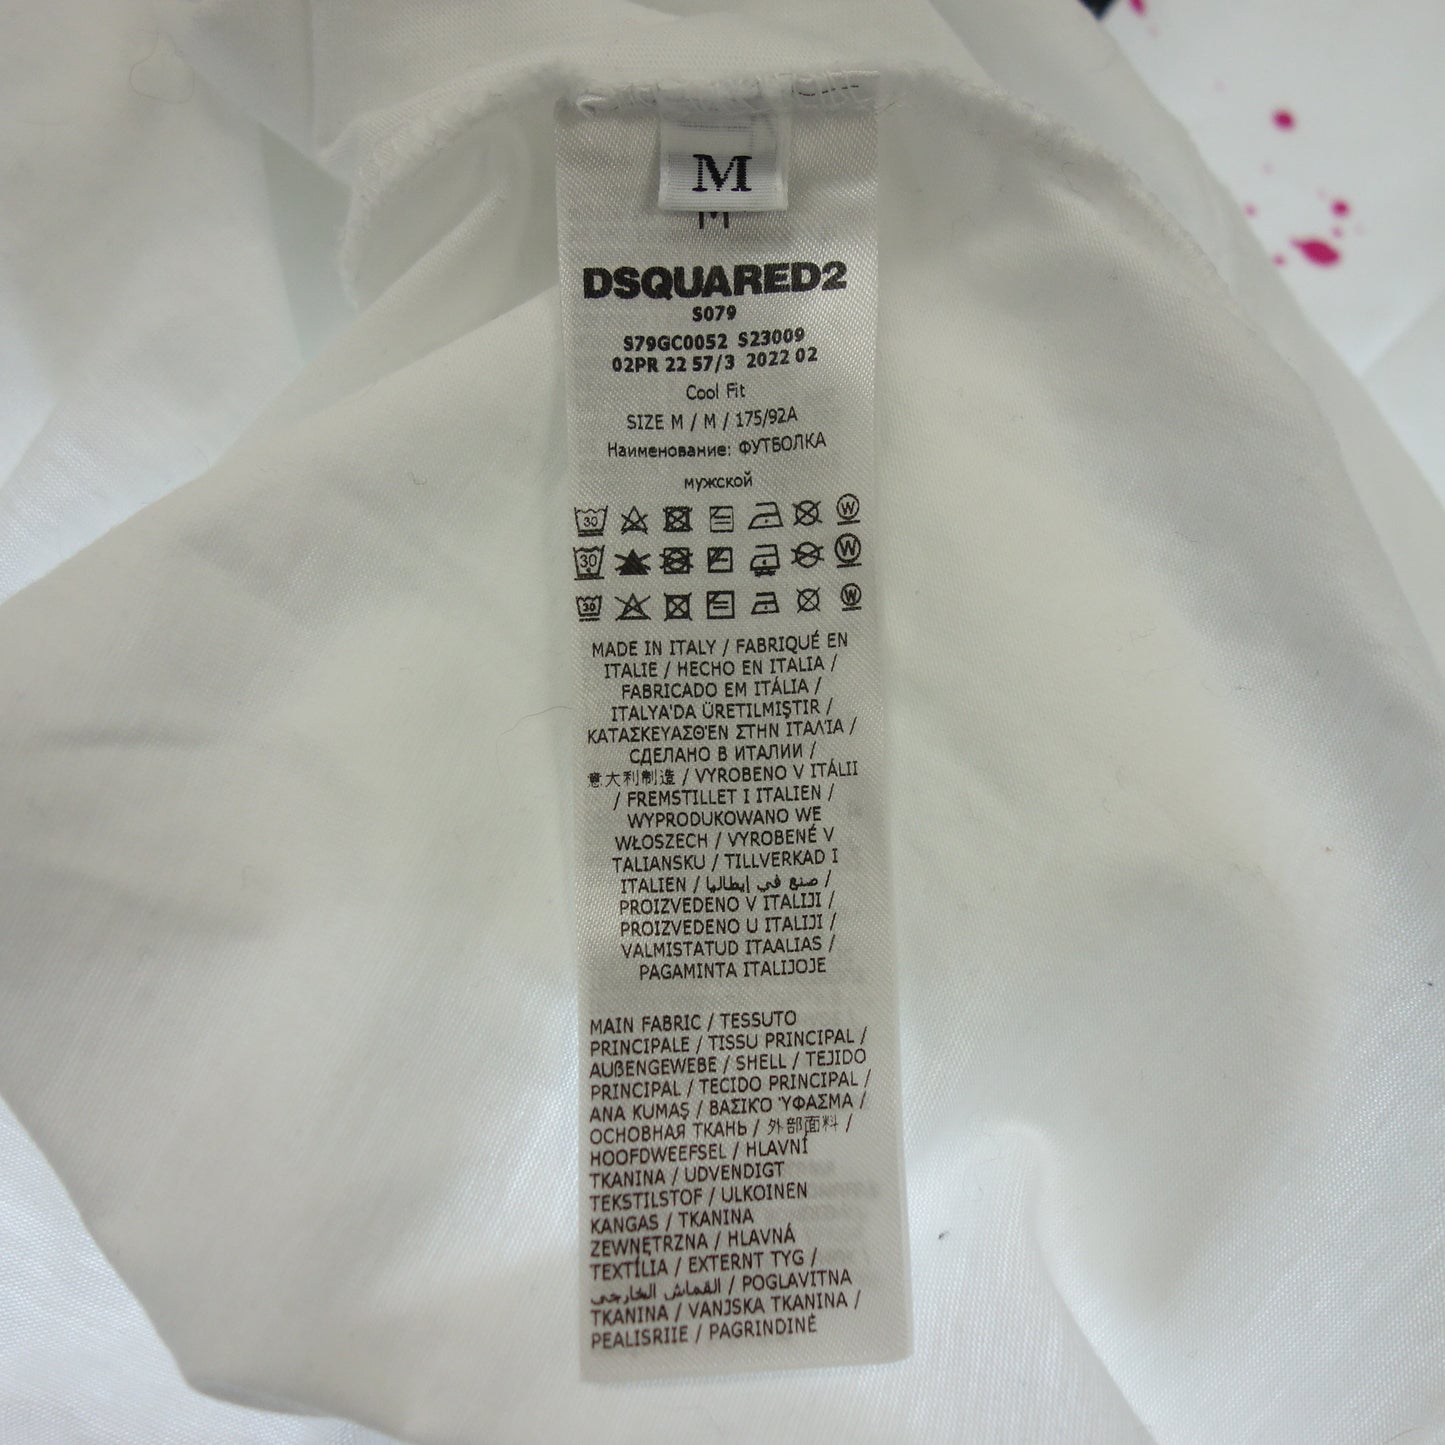 M
M
DSQUARED2
S079
S79GC0052 S23009
02PR 22 57/3 2022 02
Cool Fit
SIZE M / M / 175/92A
Наименование: ФУТБОЛКА
мужской
30 W
30 W
30 W
MADE IN ITALY / FABRIQUÉ EN
ITALIE / HECHO EN ITALIA /
FABRICADO EM ITÁLIA /
ITALYA'DA ÜRETILMIŞTIR /
ΚΑΤΑΣΚΕΥΑΣΘΈΝ ΣΤΗΝ ΙΤΑΛΊΑ /
СДЕЛАНО В ИТАЛИИ /
意大利制造 / VYROBENO V ITÁLII
/ FREMSTILLET I ITALIEN /
WYPRODUKOWANO WE
WŁOSZECH / VYROBENÉ V
TALIANSKU / TILLVERKAD I
ITALIEN / صنع في إيطاليا /
PROIZVEDENO V ITALIJI /
PROIZVEDENO U ITALIJI /
VALMISTATUD ITAALIAS /
PAGAMINTA ITALIJOJE
MAIN FABRIC / TESSUTO
PRINCIPALE / TISSU PRINCIPAL /
AUßENGEWEBE / SHELL / TEJIDO
PRINCIPAL / TECIDO PRINCIPAL /
ANA KUMAŞ / ΒΑΣΙΚΌ ΎΦΑΣΜΑ /
ОСНОВНАЯ ТКАНЬ / 外部面料 /
HOOFDWEEFSEL / HLAVNÍ
TKANINA / UDVENDIGT
TEKSTILSTOF / ULKOINEN
KANGAS / TKANINA
ZEWNĘTRZNA / HLAVNÁ
TEXTÍLIA / EXTERNT TYG /
القماش الخارجي / POGLAVITNA
TKANINA / VANJSKA TKANINA /
PEALISRIIE / PAGRINDINĖ